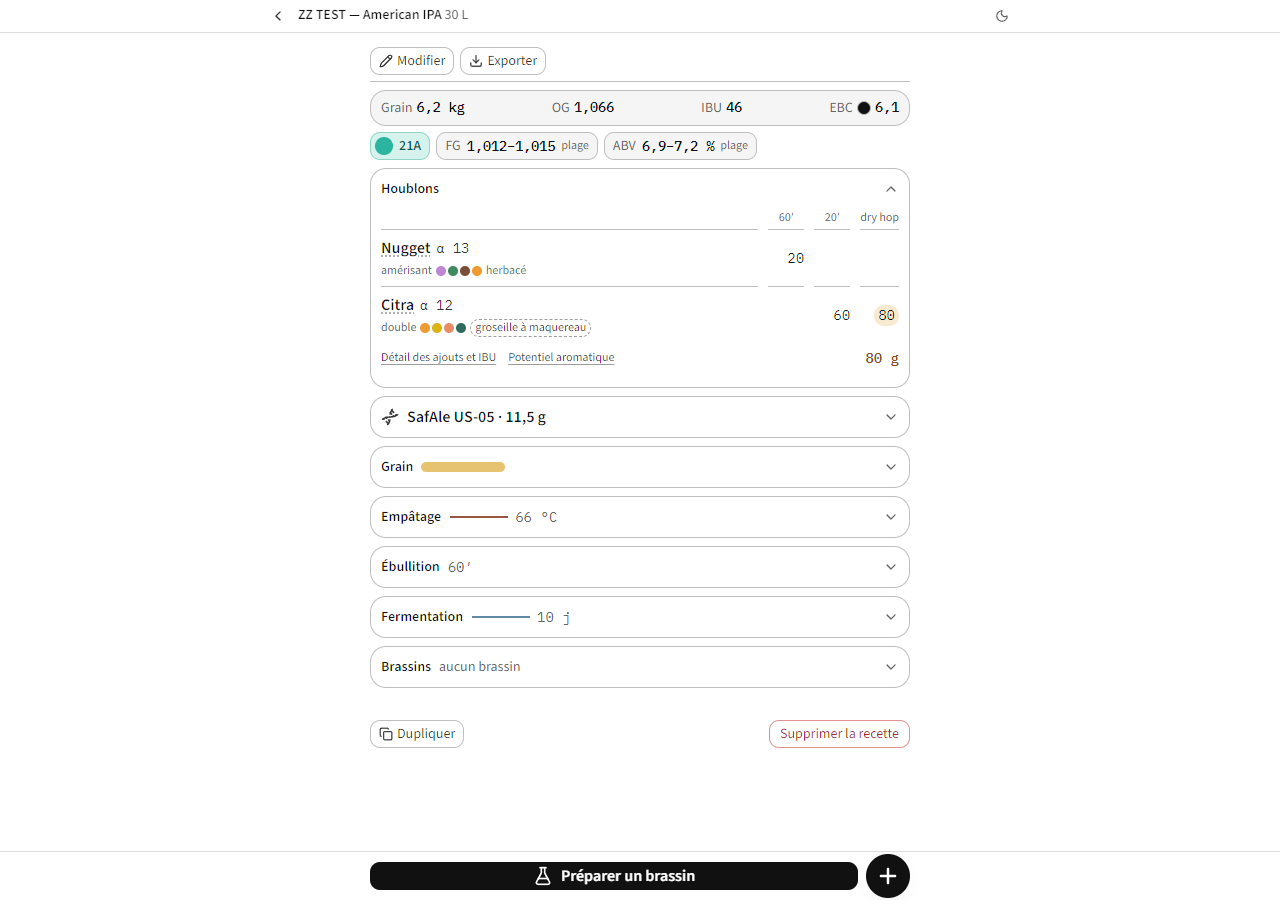 ZZ TEST — American IPA 30 L
Modifier Exporter
Grain 6,2 kg OG 1,066 IBU 46 EBC 6,1
21A FG 1,012–1,015 plage ABV 6,9–7,2 % plage
Houblons
60′ 20′ dry hop
Nugget α 13
20
amérisant herbacé
Citra α 12
60 80
double groseille à maquereau
Détail des ajouts et IBU Potentiel aromatique 80 g
SafAle US-05 · 11,5 g
Grain
Empâtage 66 °C
Ébullition 60′
Fermentation 10 j
Brassins aucun brassin
Dupliquer Supprimer la recette
Préparer un brassin